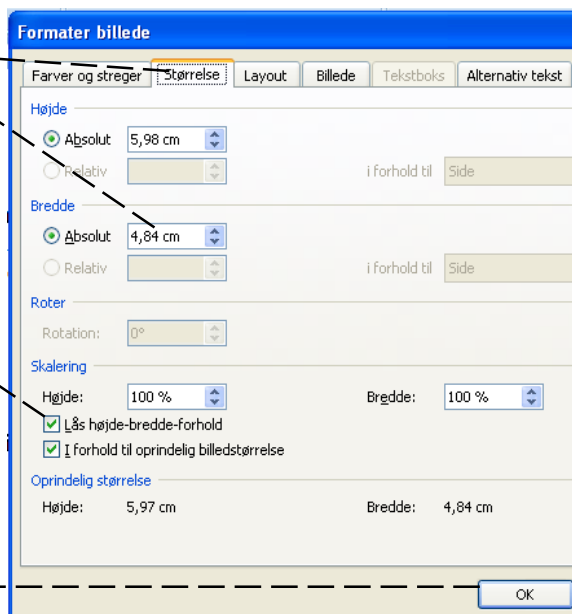 Formater billede
Farver og streger Størrelse Layout Billede Tekstboks Alternativ tekst
Højde
Absolut 5,98 cm
Relativ i forhold til Side
Bredde
Absolut 4,84 cm
Relativ i forhold til Side
Roter
Rotation: 0°
Skalering
Højde: 100 % Bredde: 100 %
Lås højde-bredde-forhold
I forhold til oprindelig billedstørrelse
Oprindelig størrelse
Højde: 5,97 cm Bredde: 4,84 cm
OK